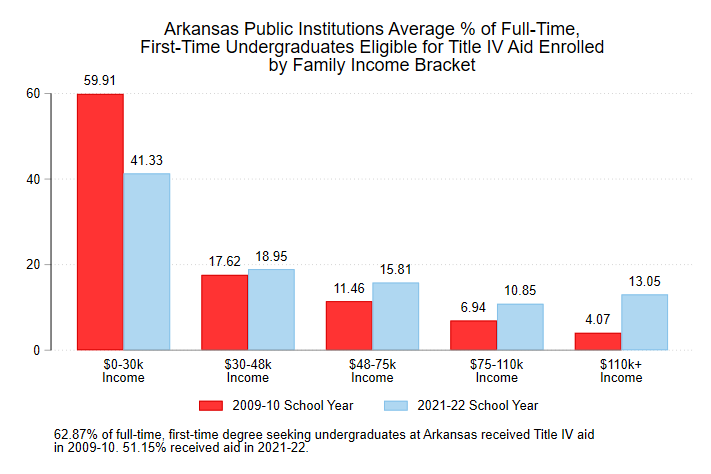 Arkansas Public Institutions Average % of Full-Time,
First-Time Undergraduates Eligible for Title IV Aid Enrolled
by Family Income Bracket
60
40
20
0
59.91
41.33
17.62
18.95
11.46
15.81
6.94
10.85
4.07
13.05
$0-30k
Income
$30-48k
Income
$48-75k
Income
$75-110k
Income
$110k+
Income
2009-10 School Year
2021-22 School Year
62.87% of full-time, first-time degree seeking undergraduates at Arkansas received Title IV aid
in 2009-10. 51.15% received aid in 2021-22.